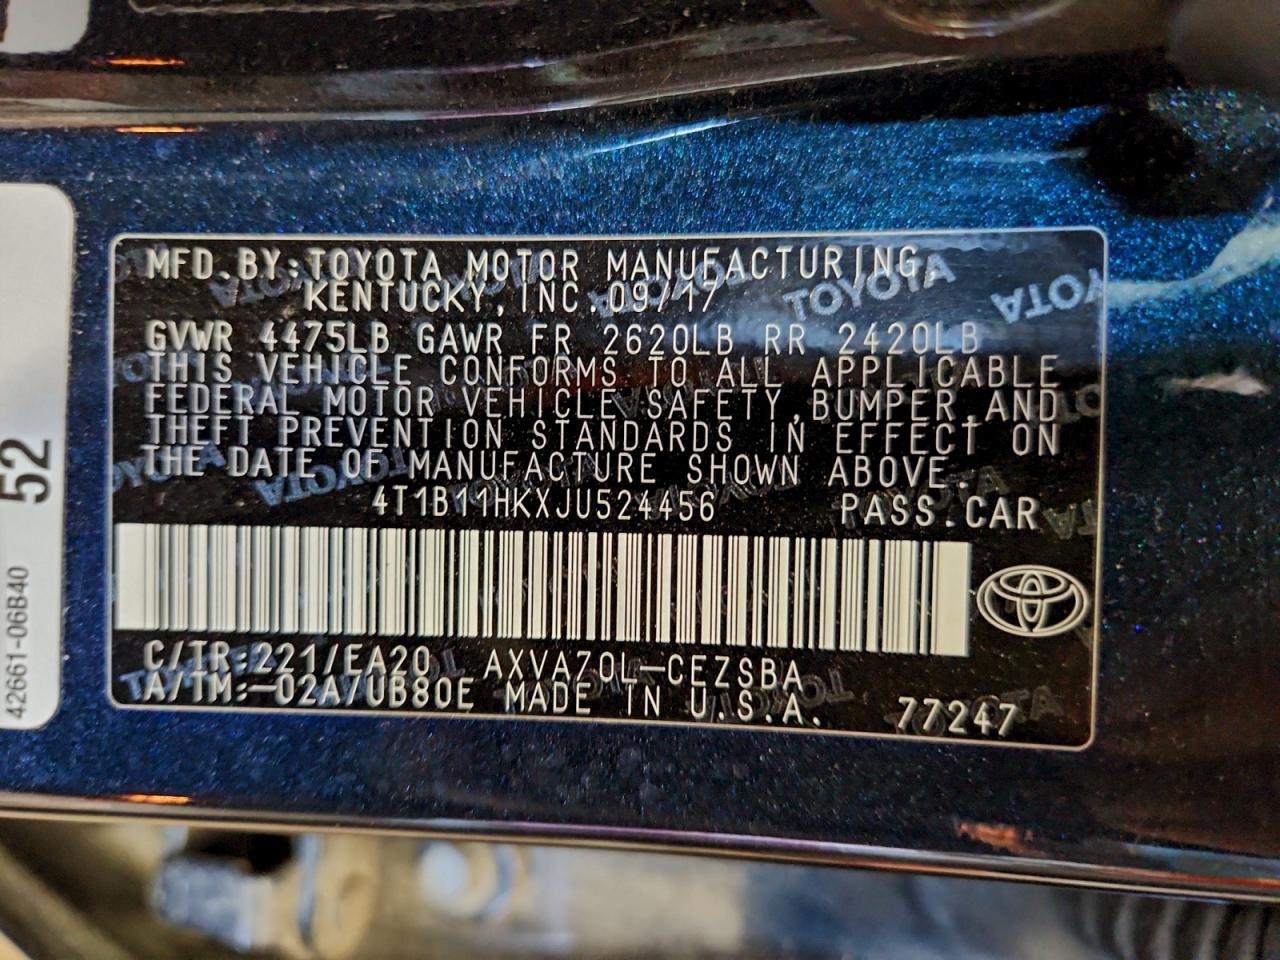 MFD.BY:TOYOTA MOTOR MANUFACTURING,
KENTUCKY,INC.09/17
GVWR 4475LB GAWR FR 2620LB RR 2420LB
THIS VEHICLE CONFORMS TO ALL APPLICABLE
FEDERAL MOTOR VEHICLE SAFETY,BUMPER,AND
THEFT PREVENTION STANDARDS IN EFFECT ON
THE DATE OF MANUFACTURE SHOWN ABOVE.
4T1B11HKXJU524456 PASS.CAR
C/TR:221/EA20 AXVA70L-CEZSBA
A/TM:-02A/UB80E MADE IN U.S.A. 77247
52
42661-06B40